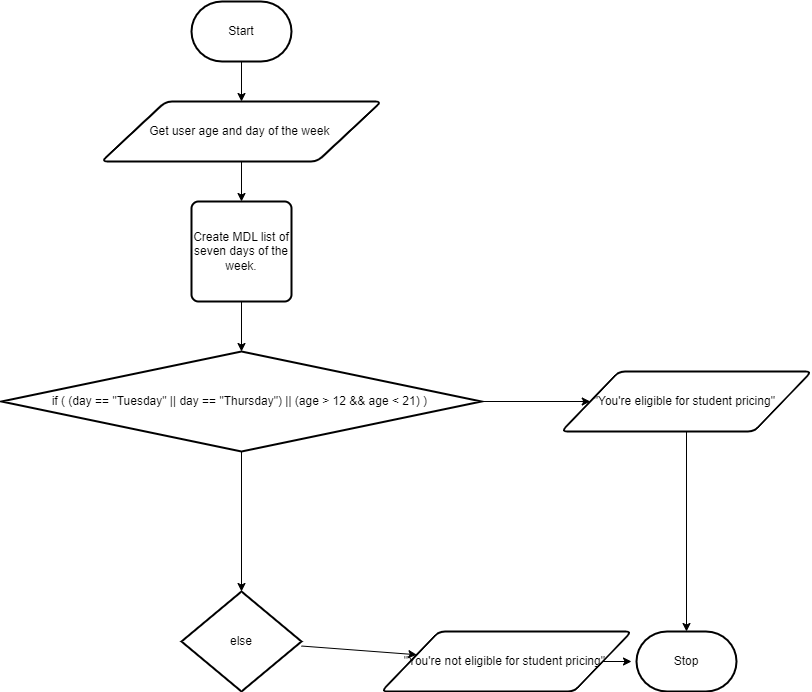 Start
Get user age and day of the week
Create MDL list of
seven days of the
week.
if ( (day == "Tuesday" || day == "Thursday") || (age > 12 && age < 21) )
"You're eligible for student pricing"
else
"You're not eligible for student pricing"
Stop